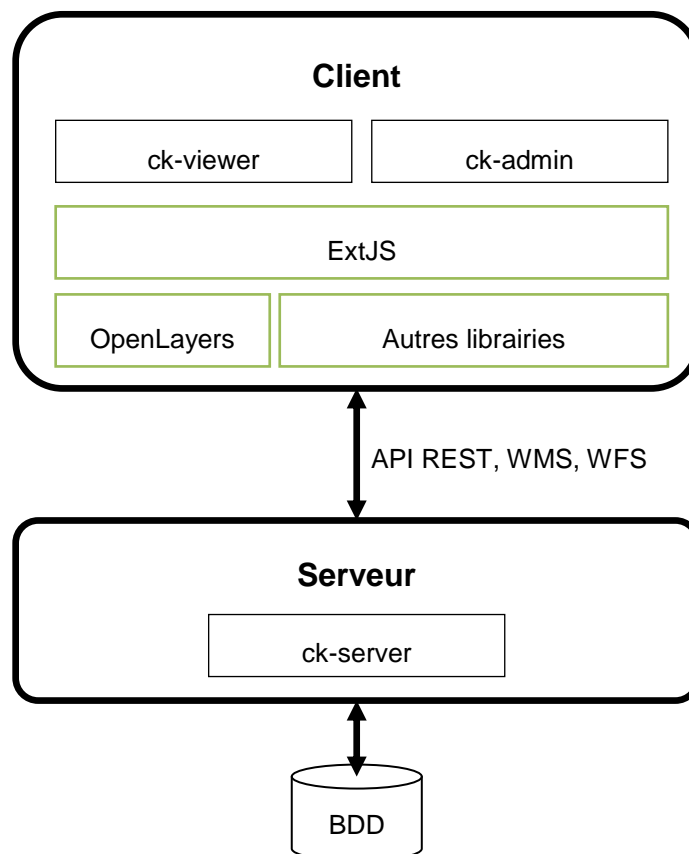 Client
ck-viewer
ck-admin
ExtJS
OpenLayers
Autres librairies
API REST, WMS, WFS
Serveur
ck-server
BDD